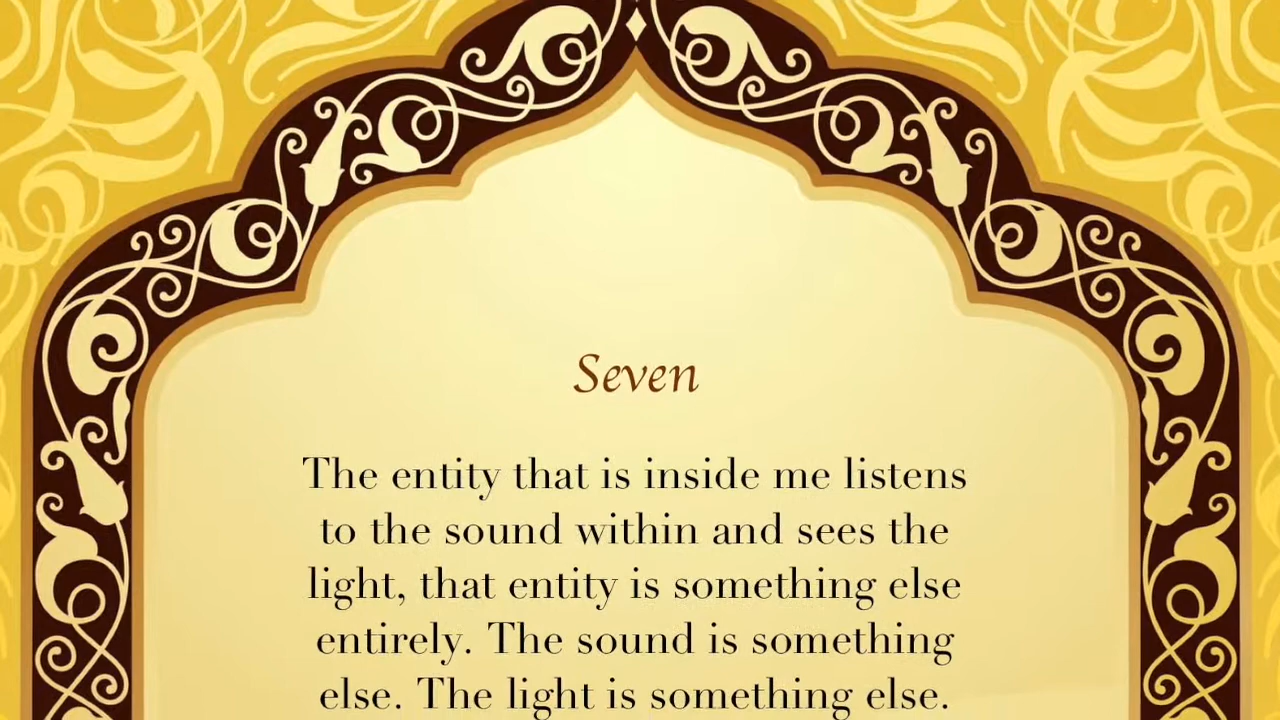 Seven
The entity that is inside me listens
to the sound within and sees the
light, that entity is something else
entirely. The sound is something
else. The light is something else.